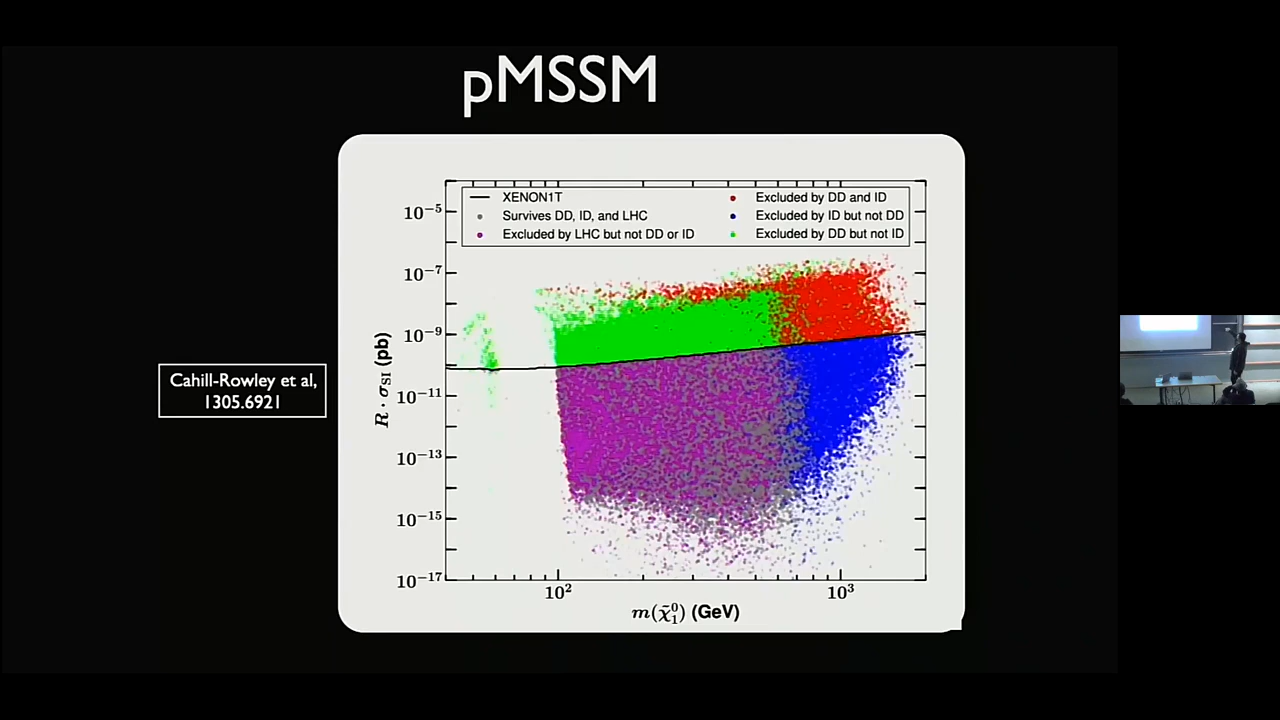 pMSSM
XENON1T
Survives DD, ID, and LHC
Excluded by LHC but not DD or ID
Excluded by DD and ID
Excluded by ID but not DD
Excluded by DD but not ID
10⁻⁵
10⁻⁷
10⁻⁹
10⁻¹¹
10⁻¹³
10⁻¹⁵
10⁻¹⁷
R · σ_SI (pb)
Cahill-Rowley et al,
1305.6921
10² 10³
m(χ̃₁⁰) (GeV)